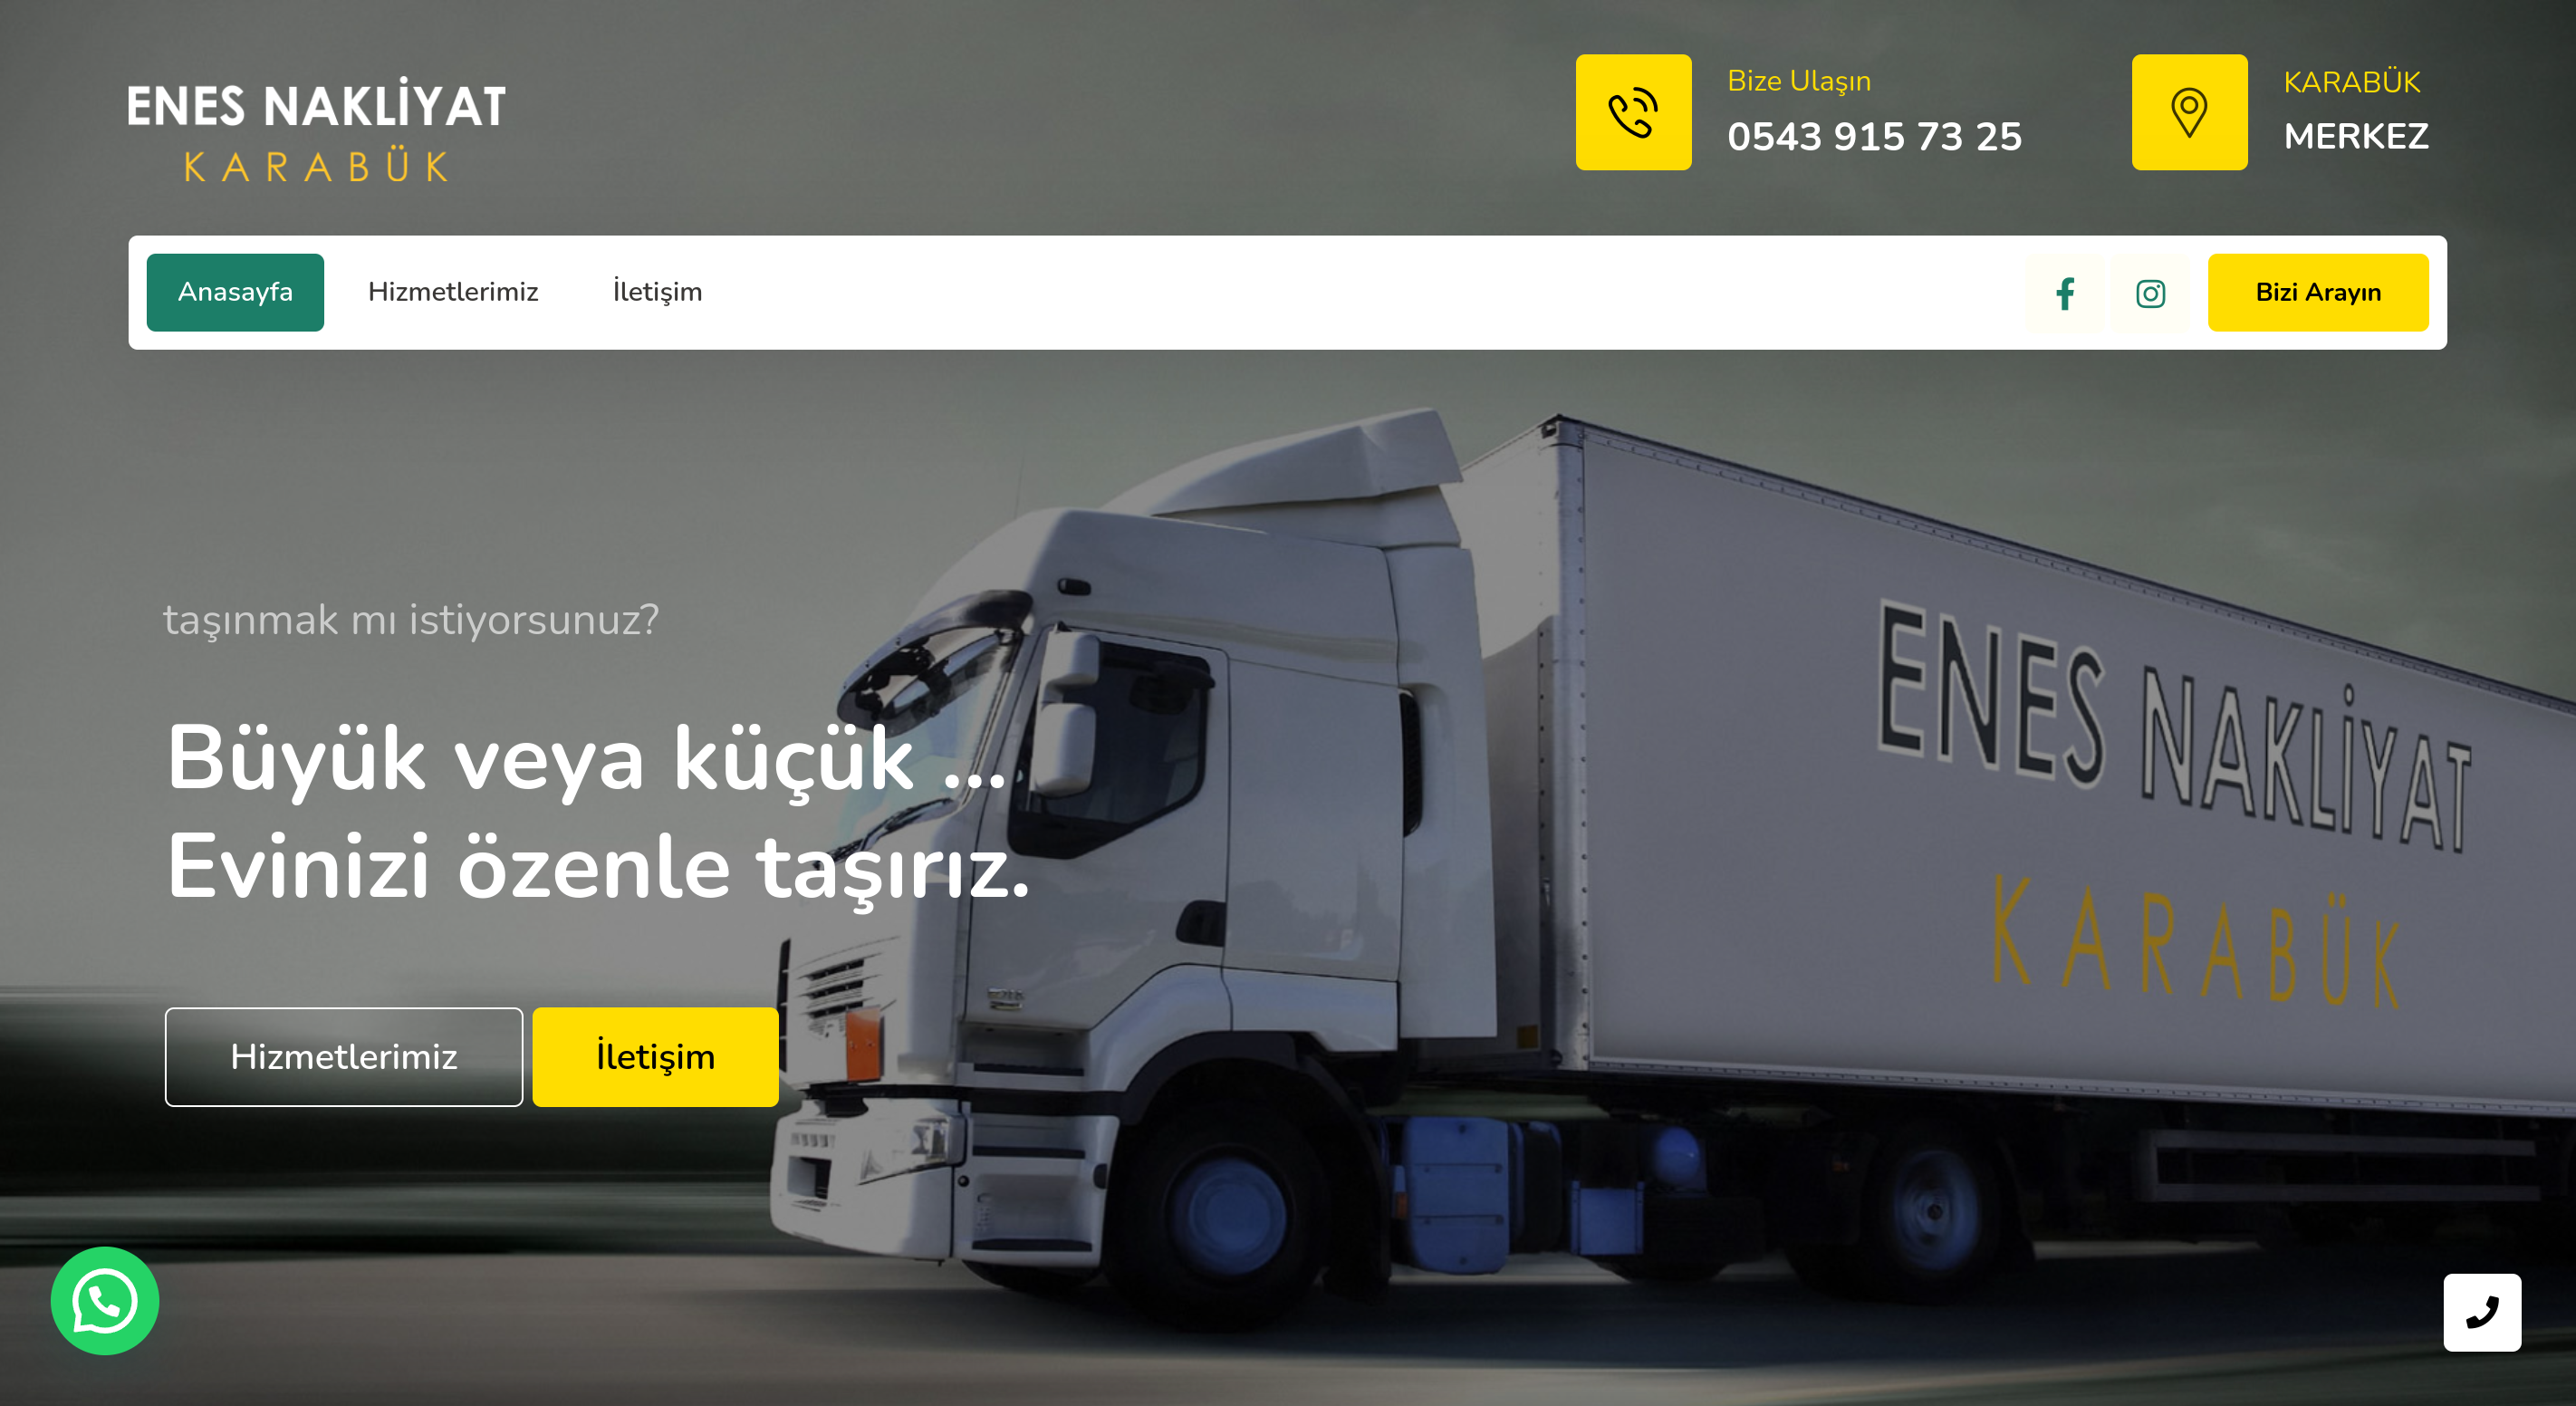 ENES NAKLİYAT
KARABÜK
Bize Ulaşın
0543 915 73 25
KARABÜK
MERKEZ
Anasayfa
Hizmetlerimiz
İletişim
Bizi Arayın
taşınmak mı istiyorsunuz?
Büyük veya küçük ...
Evinizi özenle taşırız.
Hizmetlerimiz
İletişim
ENES NAKLİYAT
KARABÜK